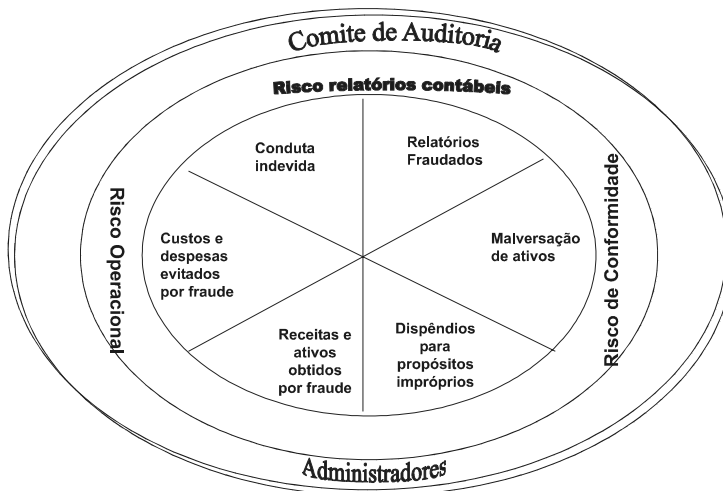 Comite de Auditoria
Risco relatórios contábeis
Conduta
indevida
Relatórios
Fraudados
Risco Operacional
Custos e
despesas
evitados
por fraude
Malversação
de ativos
Risco de Conformidade
Receitas e
ativos
obtidos
por fraude
Dispêndios
para
propósitos
impróprios
Administradores